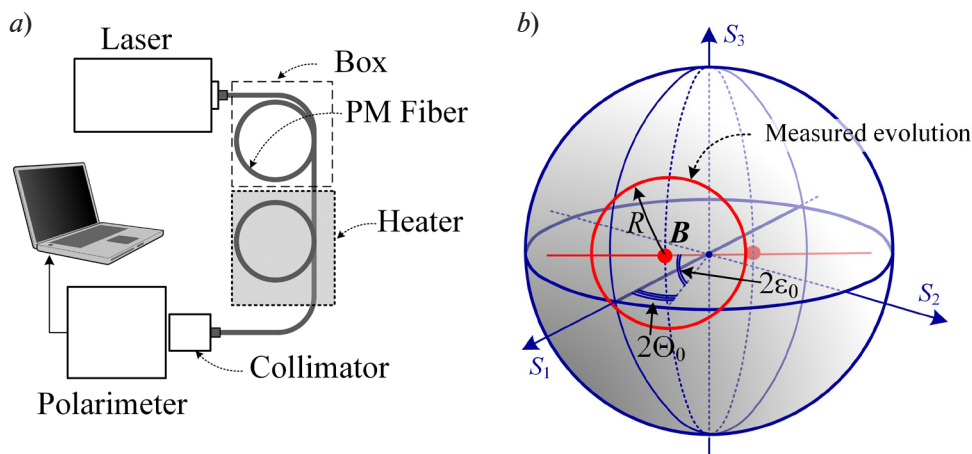 a)
Laser
Box
PM Fiber
Heater
Collimator
Polarimeter
b)
S3
Measured evolution
R
B
2ε0
S2
S1
2Θ0